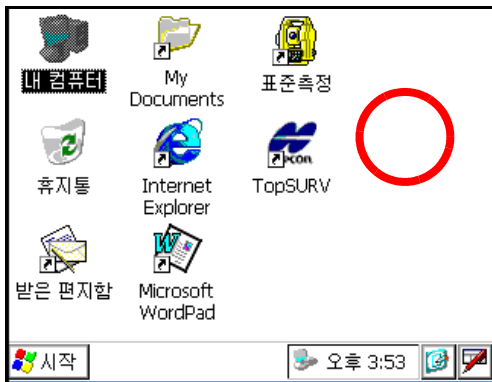 내 컴퓨터
My
Documents
표준측정
휴지통
Internet
Explorer
TopSURV
받은 편지함
Microsoft
WordPad
시작
오후 3:53